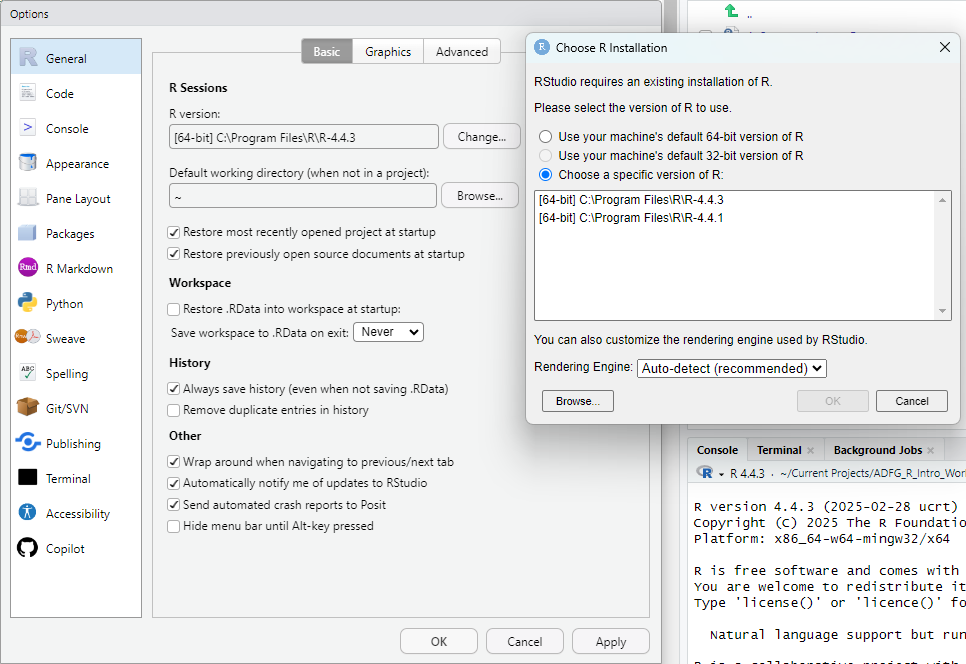 Options
General
Code
Console
Appearance
Pane Layout
Packages
Rmd
R Markdown
Python
Sweave
ABC
Spelling
Git/SVN
Publishing
Terminal
Accessibility
Copilot
Basic
Graphics
Advanced
R Sessions
R version:
[64-bit] C:\Program Files\R\R-4.4.3
Change...
Default working directory (when not in a project):
~
Browse...
Restore most recently opened project at startup
Restore previously open source documents at startup
Workspace
Restore .RData into workspace at startup:
Save workspace to .RData on exit:
Never
History
Always save history (even when not saving .RData)
Remove duplicate entries in history
Other
Wrap around when navigating to previous/next tab
Automatically notify me of updates to RStudio
Send automated crash reports to Posit
Hide menu bar until Alt-key pressed
OK
Cancel
Apply
..
R
Choose R Installation
RStudio requires an existing installation of R.
Please select the version of R to use.
Use your machine's default 64-bit version of R
Use your machine's default 32-bit version of R
Choose a specific version of R:
[64-bit] C:\Program Files\R\R-4.4.3
[64-bit] C:\Program Files\R\R-4.4.1
You can also customize the rendering engine used by RStudio.
Rendering Engine:
Auto-detect (recommended)
Browse...
OK
Cancel
Console
Terminal
Background Jobs
R 4.4.3 · ~/Current Projects/ADFG_R_Intro_Wor
R version 4.4.3 (2025-02-28 ucrt)
Copyright (C) 2025 The R Foundatio
Platform: x86_64-w64-mingw32/x64
R is free software and comes with
You are welcome to redistribute it
Type 'license()' or 'licence()' fo
Natural language support but run